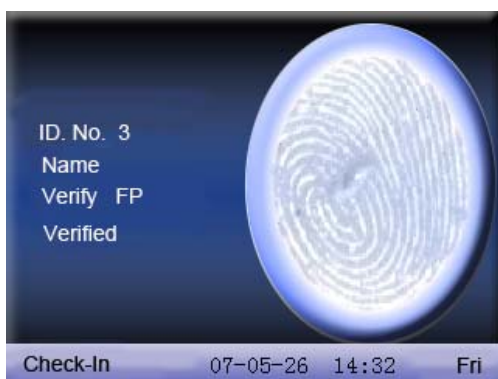 ID. No. 3
Name
Verify FP
Verified
Check-In 07-05-26 14:32 Fri